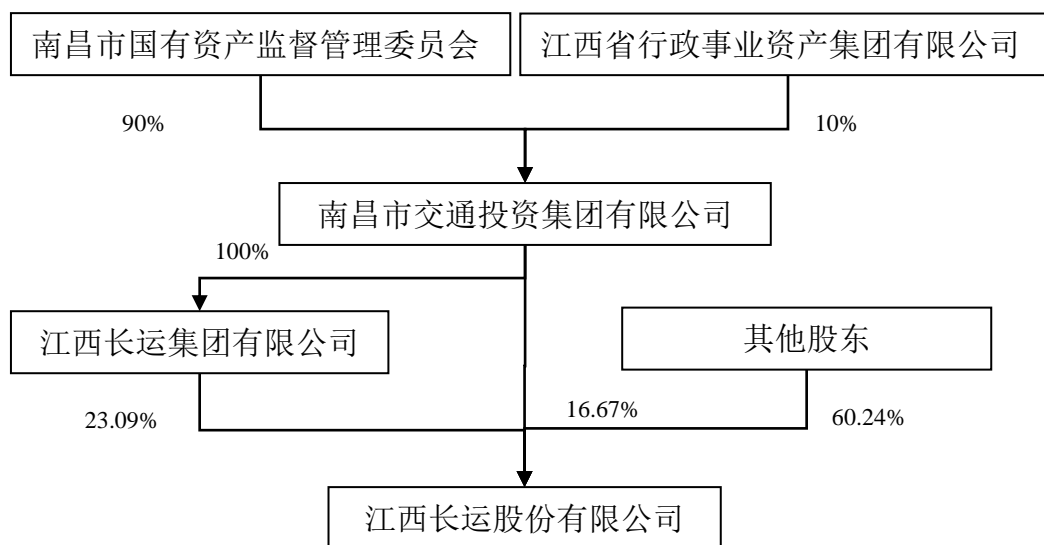 南昌市国有资产监督管理委员会
江西省行政事业资产集团有限公司
90%
10%
南昌市交通投资集团有限公司
100%
江西长运集团有限公司
其他股东
23.09%
16.67%
60.24%
江西长运股份有限公司